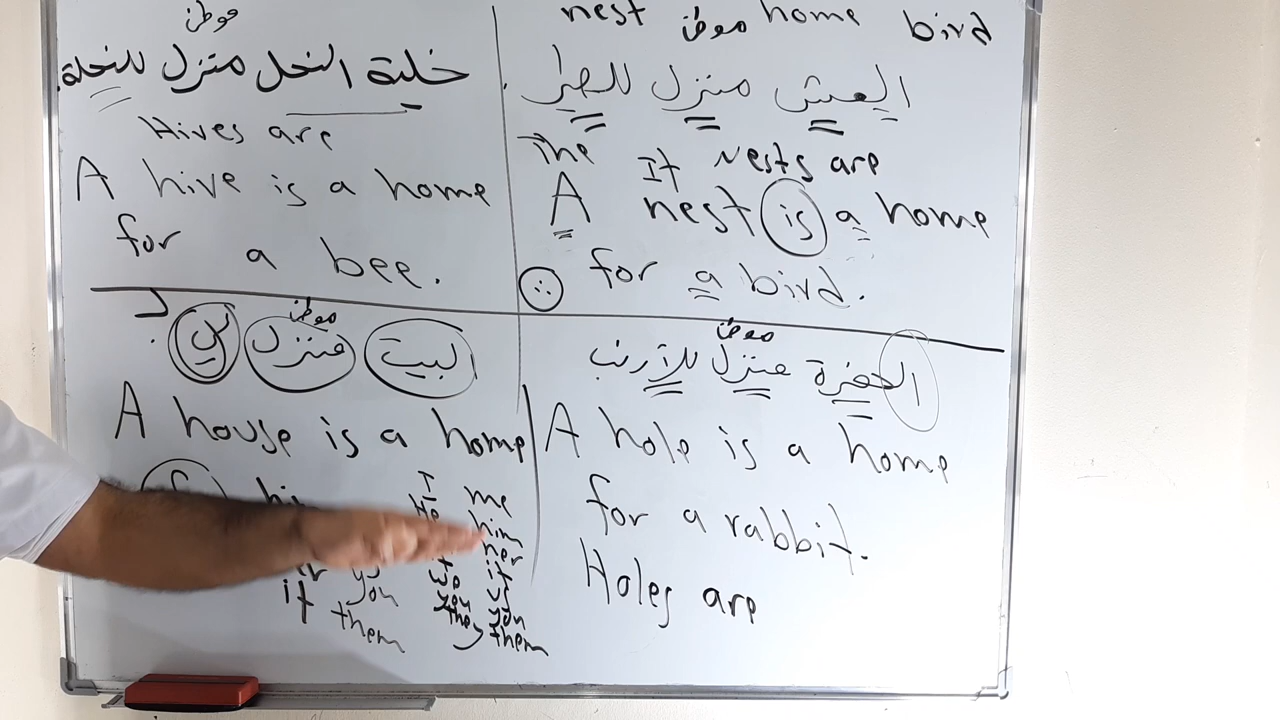 موطن
خلية النحل منزل للنحلة.
Hives are
A hive is a home
for a bee.
nest موطن home bird
العش منزل
The It Nests are
A nest is a home
for a bird.
موطن
البيت منزل لي
A house is a home
I me
He him
her
it
we us
you you
they them
it you
them
موطن
الحفرة منزل للأرنب
A hole is a home
for a rabbit.
Holes are